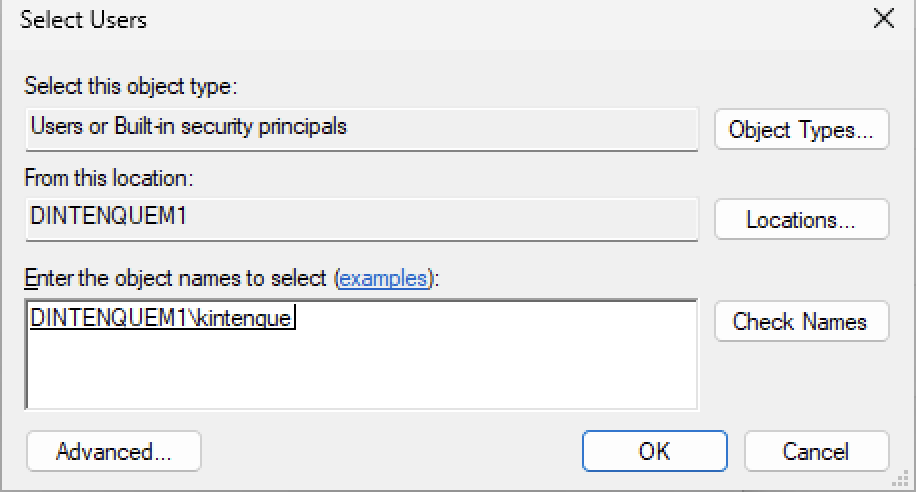 Select Users
Select this object type:
Users or Built-in security principals
Object Types...
From this location:
DINTENQUEM1
Locations...
Enter the object names to select (examples):
DINTENQUEM1\kintenque
Check Names
Advanced...
OK
Cancel